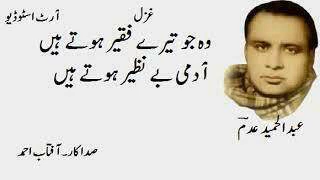 غزل
آرٹ اسٹوڈیو
وہ جو تیرے فقیر ہوتے ہیں
آدمی بے نظیر ہوتے ہیں
عبدالحمید عدمؔ
صداکار۔ آفتاب احمد